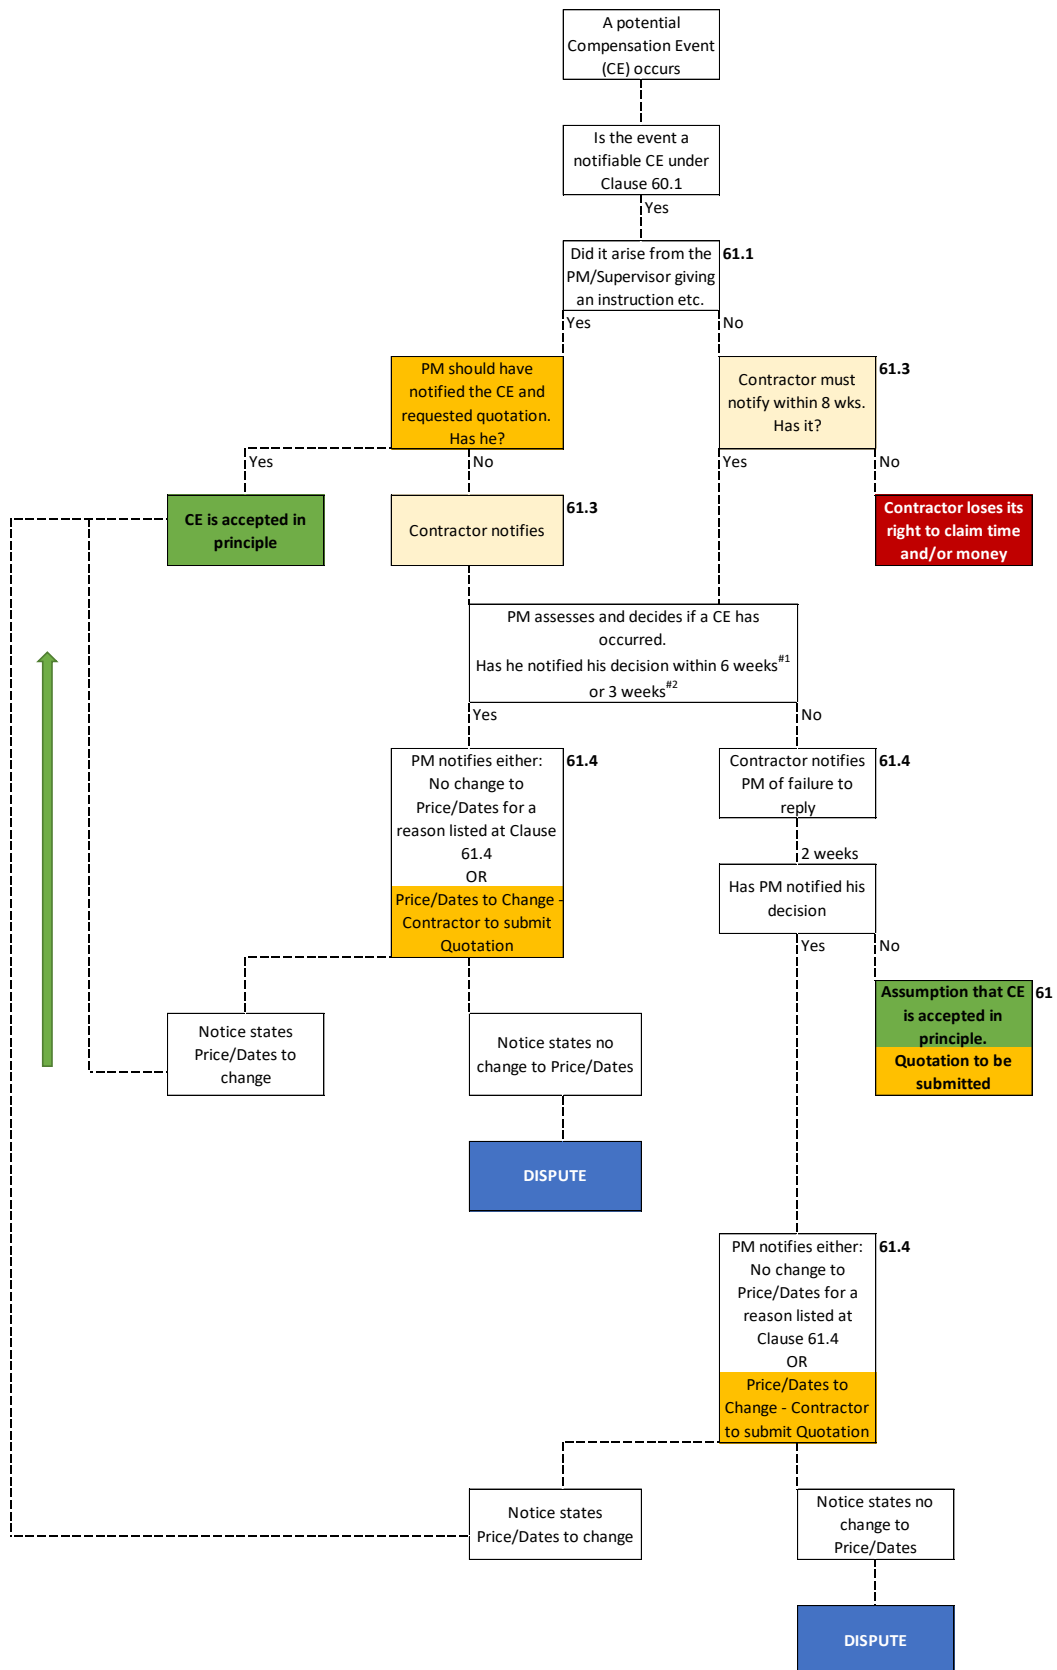 A potential
Compensation Event
(CE) occurs
Is the event a
notifiable CE under
Clause 60.1
Yes
Did it arise from the
PM/Supervisor giving
an instruction etc.
61.1
Yes
No
PM should have
notified the CE and
requested quotation.
Has he?
Contractor must
notify within 8 wks.
Has it?
61.3
Yes
No
Yes
No
CE is accepted in
principle
Contractor notifies
61.3
Contractor loses its
right to claim time
and/or money
PM assesses and decides if a CE has
occurred.
Has he notified his decision within 6 weeks#1
or 3 weeks#2
Yes
No
PM notifies either:
No change to
Price/Dates for a
reason listed at Clause
61.4
OR
Price/Dates to Change -
Contractor to submit
Quotation
61.4
Contractor notifies
PM of failure to
reply
61.4
2 weeks
Has PM notified his
decision
Yes
No
Assumption that CE
is accepted in
principle.
Quotation to be
submitted
61
Notice states
Price/Dates to
change
Notice states no
change to Price/Dates
DISPUTE
PM notifies either:
No change to
Price/Dates for a
reason listed at
Clause 61.4
OR
Price/Dates to
Change - Contractor
to submit Quotation
61.4
Notice states
Price/Dates to change
Notice states no
change to
Price/Dates
DISPUTE